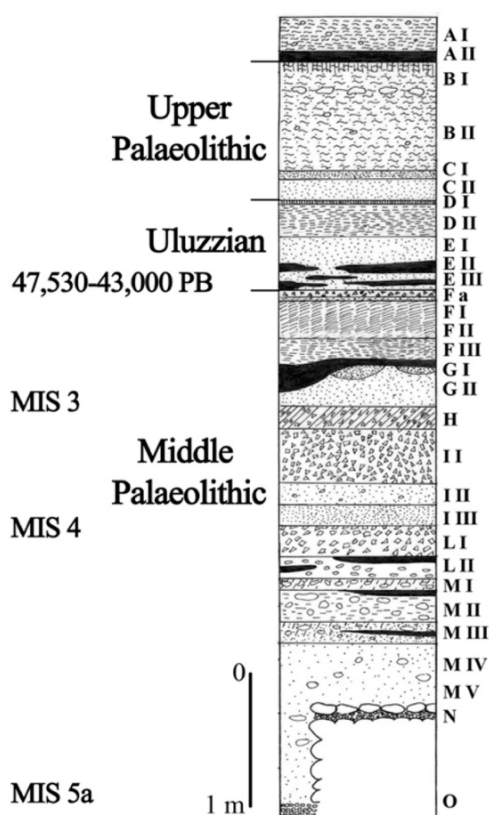 A I
A II
B I
Upper
Palaeolithic
B II
C I
C II
D I
D II
Uluzzian
E I
E II
47,530-43,000 PB
E III
F a
F I
F II
F III
G I
G II
MIS 3
H
Middle
Palaeolithic
I I
I II
I III
MIS 4
L I
L II
M I
M II
M III
M IV
0
M V
N
MIS 5a
1 m
O